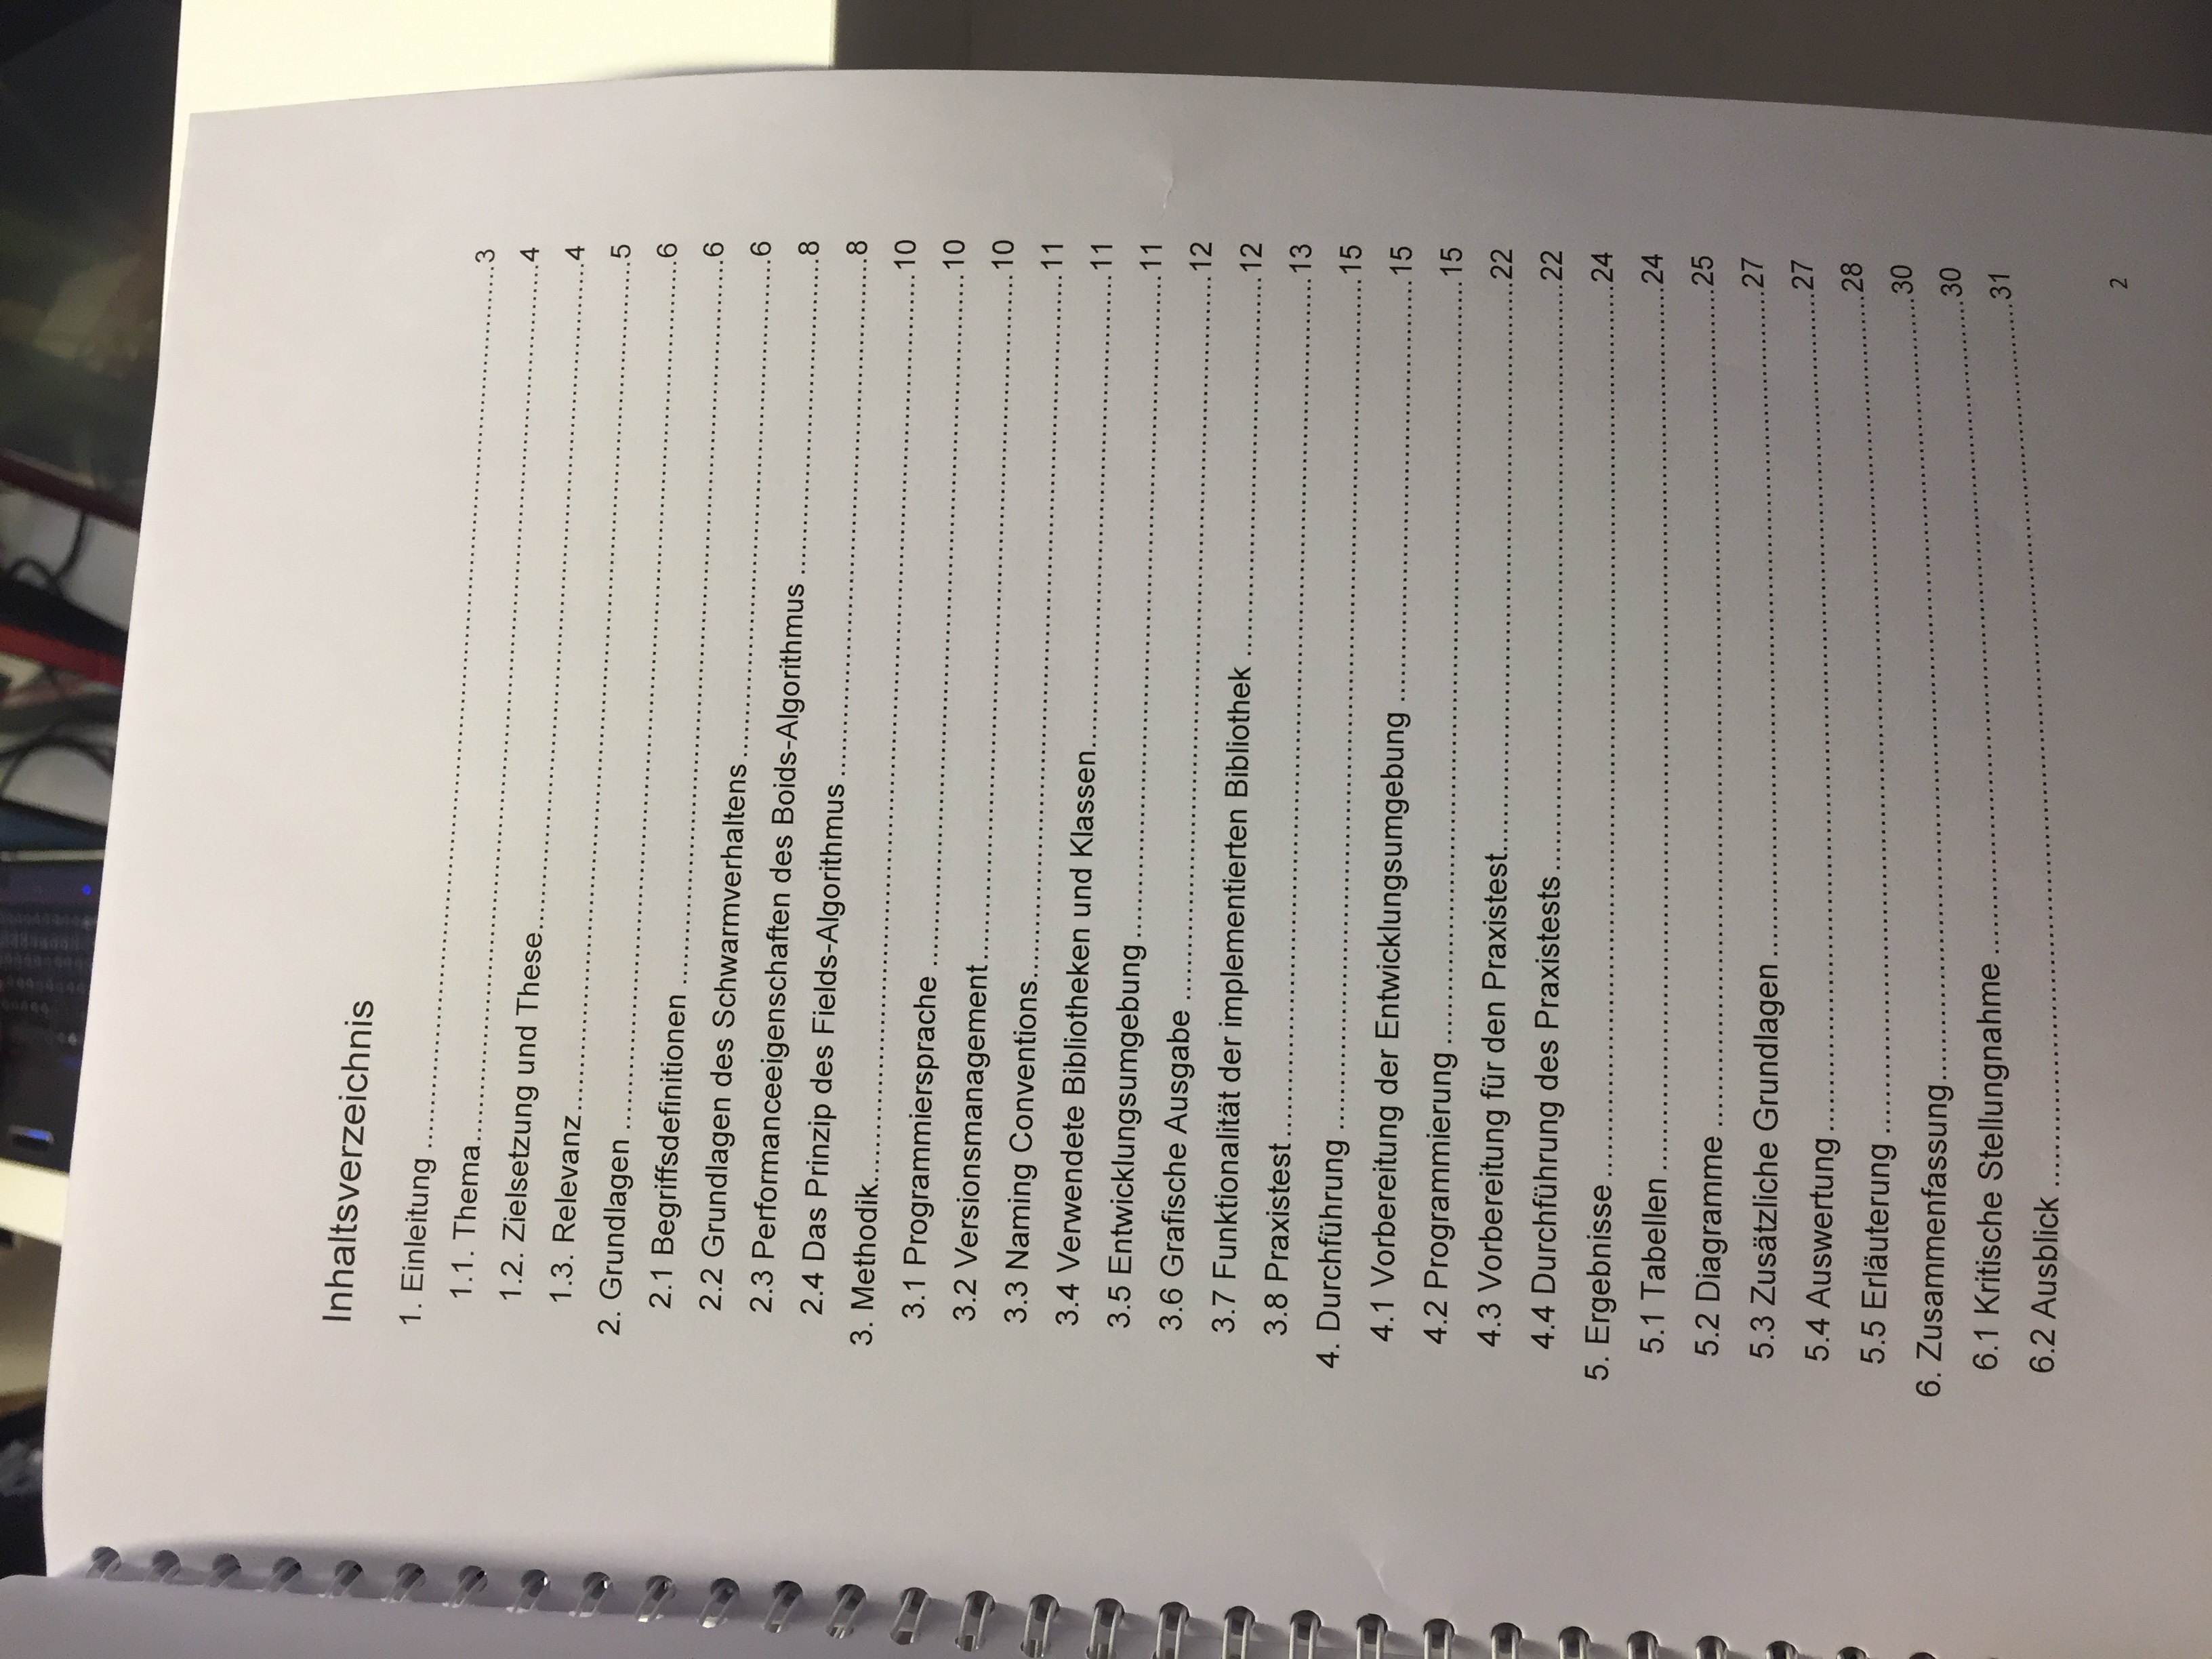 Inhaltsverzeichnis
1. Einleitung ........................................ 3
1.1. Thema ........................................ 4
1.2. Zielsetzung und These ........................................ 4
1.3. Relevanz ........................................ 5
2. Grundlagen ........................................ 6
2.1 Begriffsdefinitionen ........................................ 6
2.2 Grundlagen des Schwarmverhaltens ........................................ 6
2.3 Performanceeigenschaften des Boids-Algorithmus ........................................ 8
2.4 Das Prinzip des Fields-Algorithmus ........................................ 8
3. Methodik ........................................ 10
3.1 Programmiersprache ........................................ 10
3.2 Versionsmanagement ........................................ 10
3.3 Naming Conventions ........................................ 11
3.4 Verwendete Bibliotheken und Klassen ........................................ 11
3.5 Entwicklungsumgebung ........................................ 11
3.6 Grafische Ausgabe ........................................ 12
3.7 Funktionalität der implementierten Bibliothek ........................................ 12
3.8 Praxistest ........................................ 13
4. Durchführung ........................................ 15
4.1 Vorbereitung der Entwicklungsumgebung ........................................ 15
4.2 Programmierung ........................................ 15
4.3 Vorbereitung für den Praxistest ........................................ 22
4.4 Durchführung des Praxistests ........................................ 22
5. Ergebnisse ........................................ 24
5.1 Tabellen ........................................ 24
5.2 Diagramme ........................................ 25
5.3 Zusätzliche Grundlagen ........................................ 27
5.4 Auswertung ........................................ 27
5.5 Erläuterung ........................................ 28
6. Zusammenfassung ........................................ 30
6.1 Kritische Stellungnahme ........................................ 30
6.2 Ausblick ........................................ 31
2